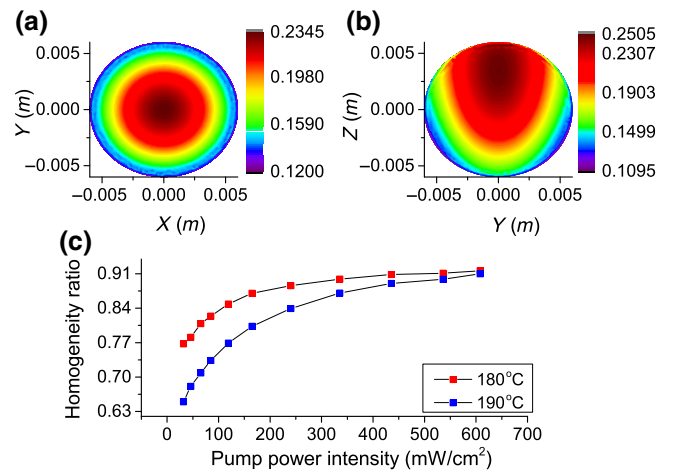 (a)
0.005
0.000
−0.005
Y (m)
−0.005 0.000 0.005
X (m)
0.2345
0.1980
0.1590
0.1200
(b)
0.005
0.000
−0.005
Z (m)
−0.005 0.000 0.005
Y (m)
0.2505
0.2307
0.1903
0.1499
0.1095
(c)
Homogeneity ratio
0.91
0.84
0.77
0.70
0.63
180°C
190°C
0 100 200 300 400 500 600 700
Pump power intensity (mW/cm²)